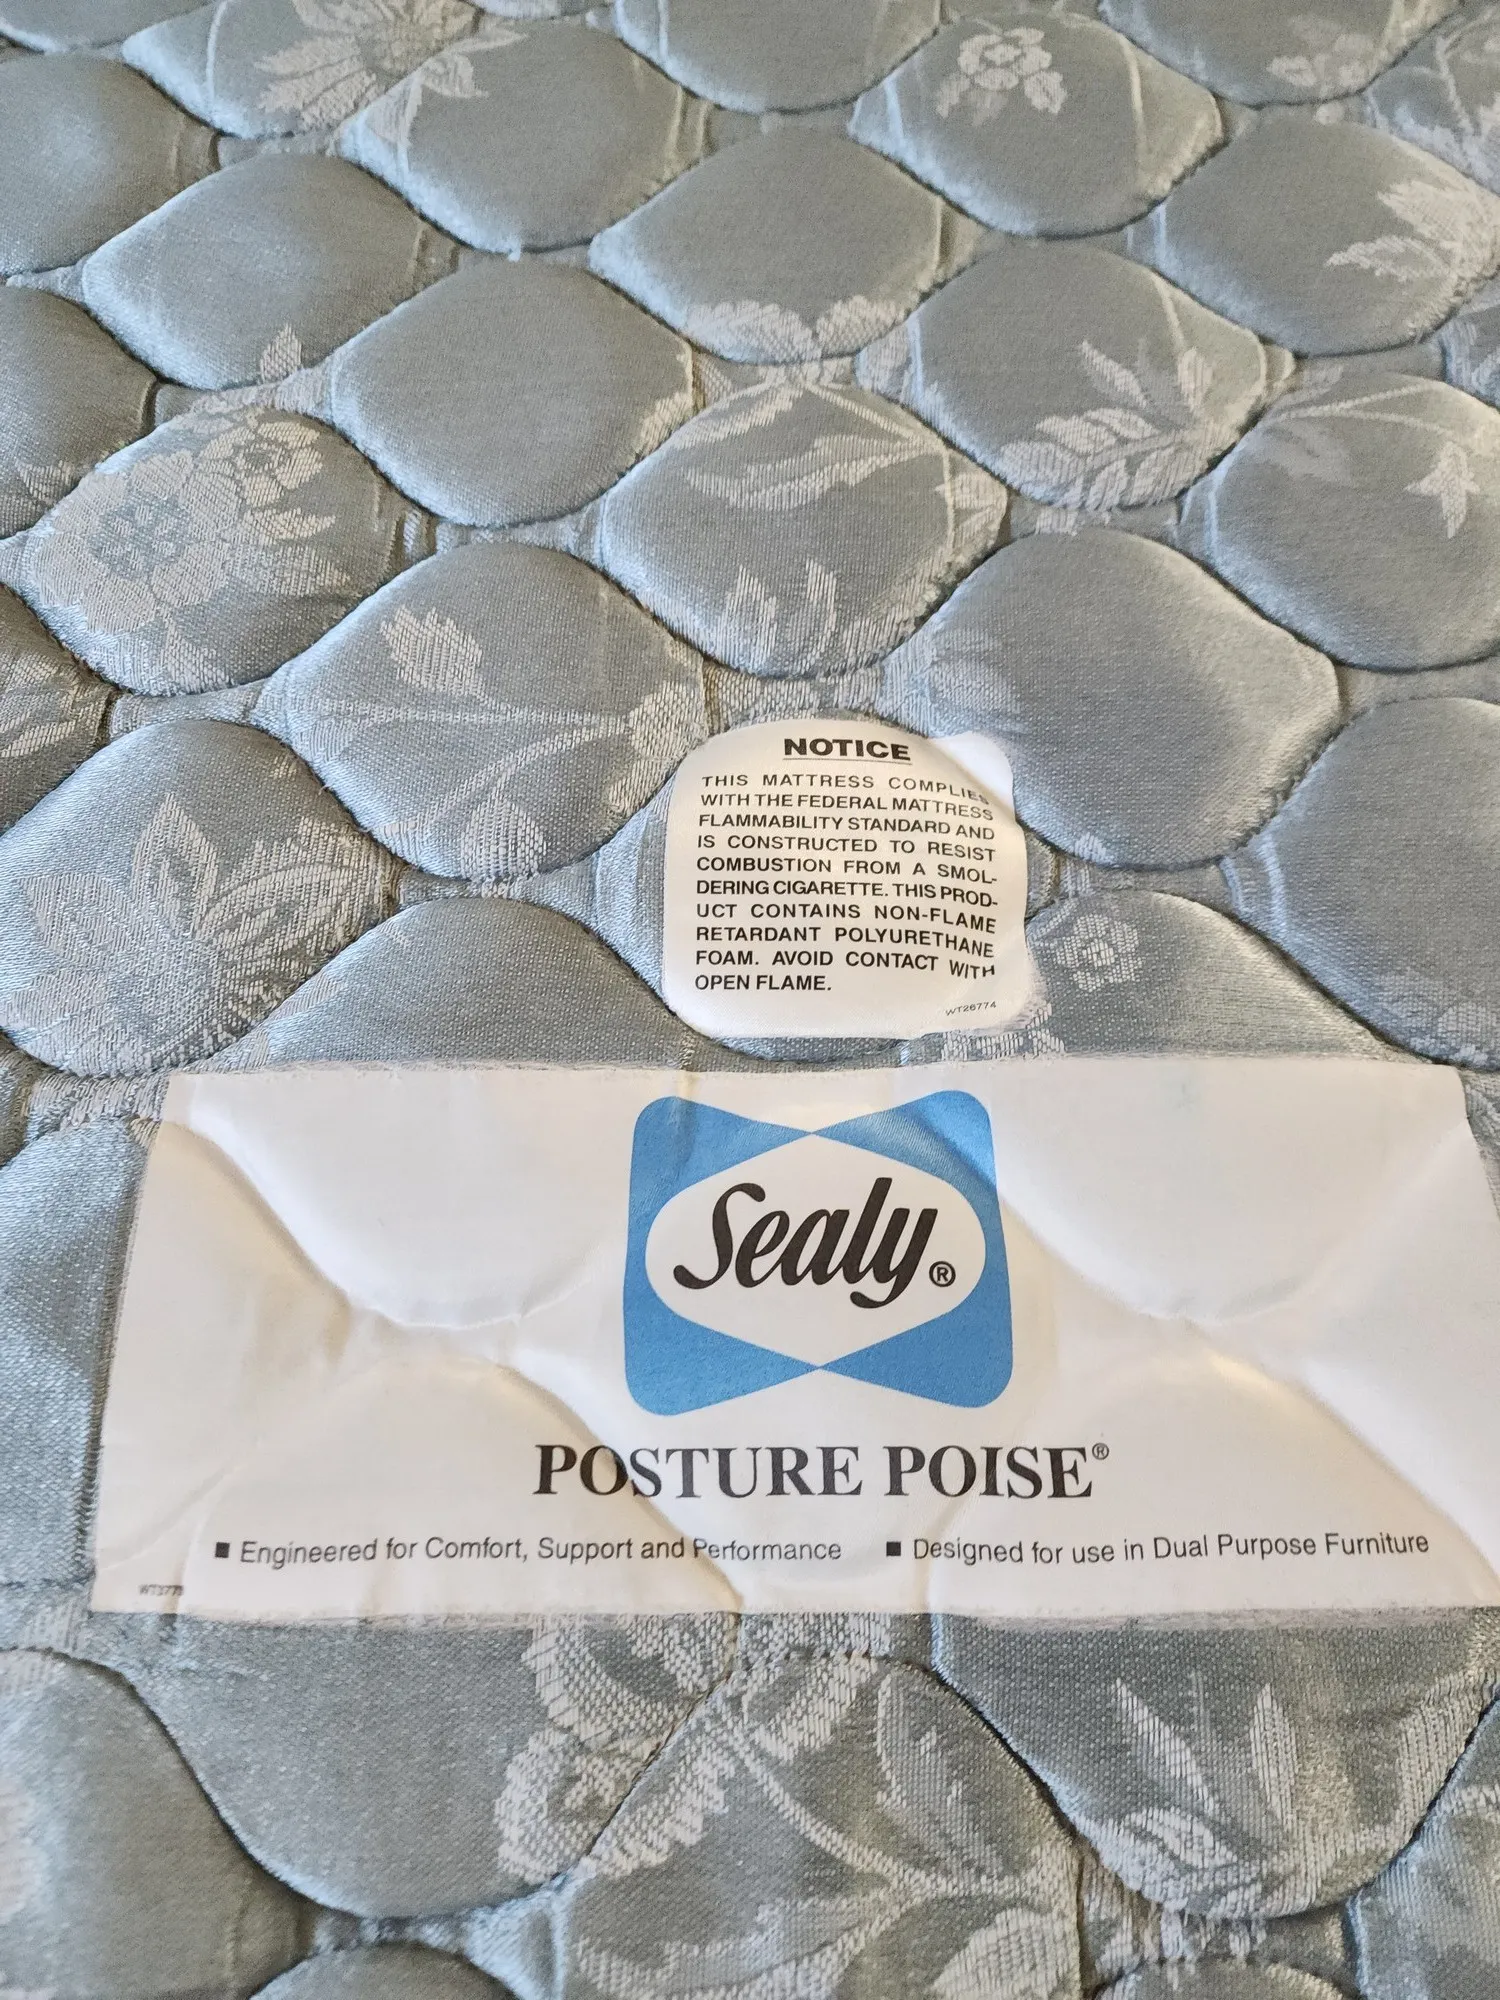 NOTICE
THIS MATTRESS COMPLIES
WITH THE FEDERAL MATTRESS
FLAMMABILITY STANDARD AND
IS CONSTRUCTED TO RESIST
COMBUSTION FROM A SMOL-
DERING CIGARETTE. THIS PROD-
UCT CONTAINS NON-FLAME
RETARDANT POLYURETHANE
FOAM. AVOID CONTACT WITH
OPEN FLAME.
WT26774
Sealy®
POSTURE POISE®
■ Engineered for Comfort, Support and Performance ■ Designed for use in Dual Purpose Furniture